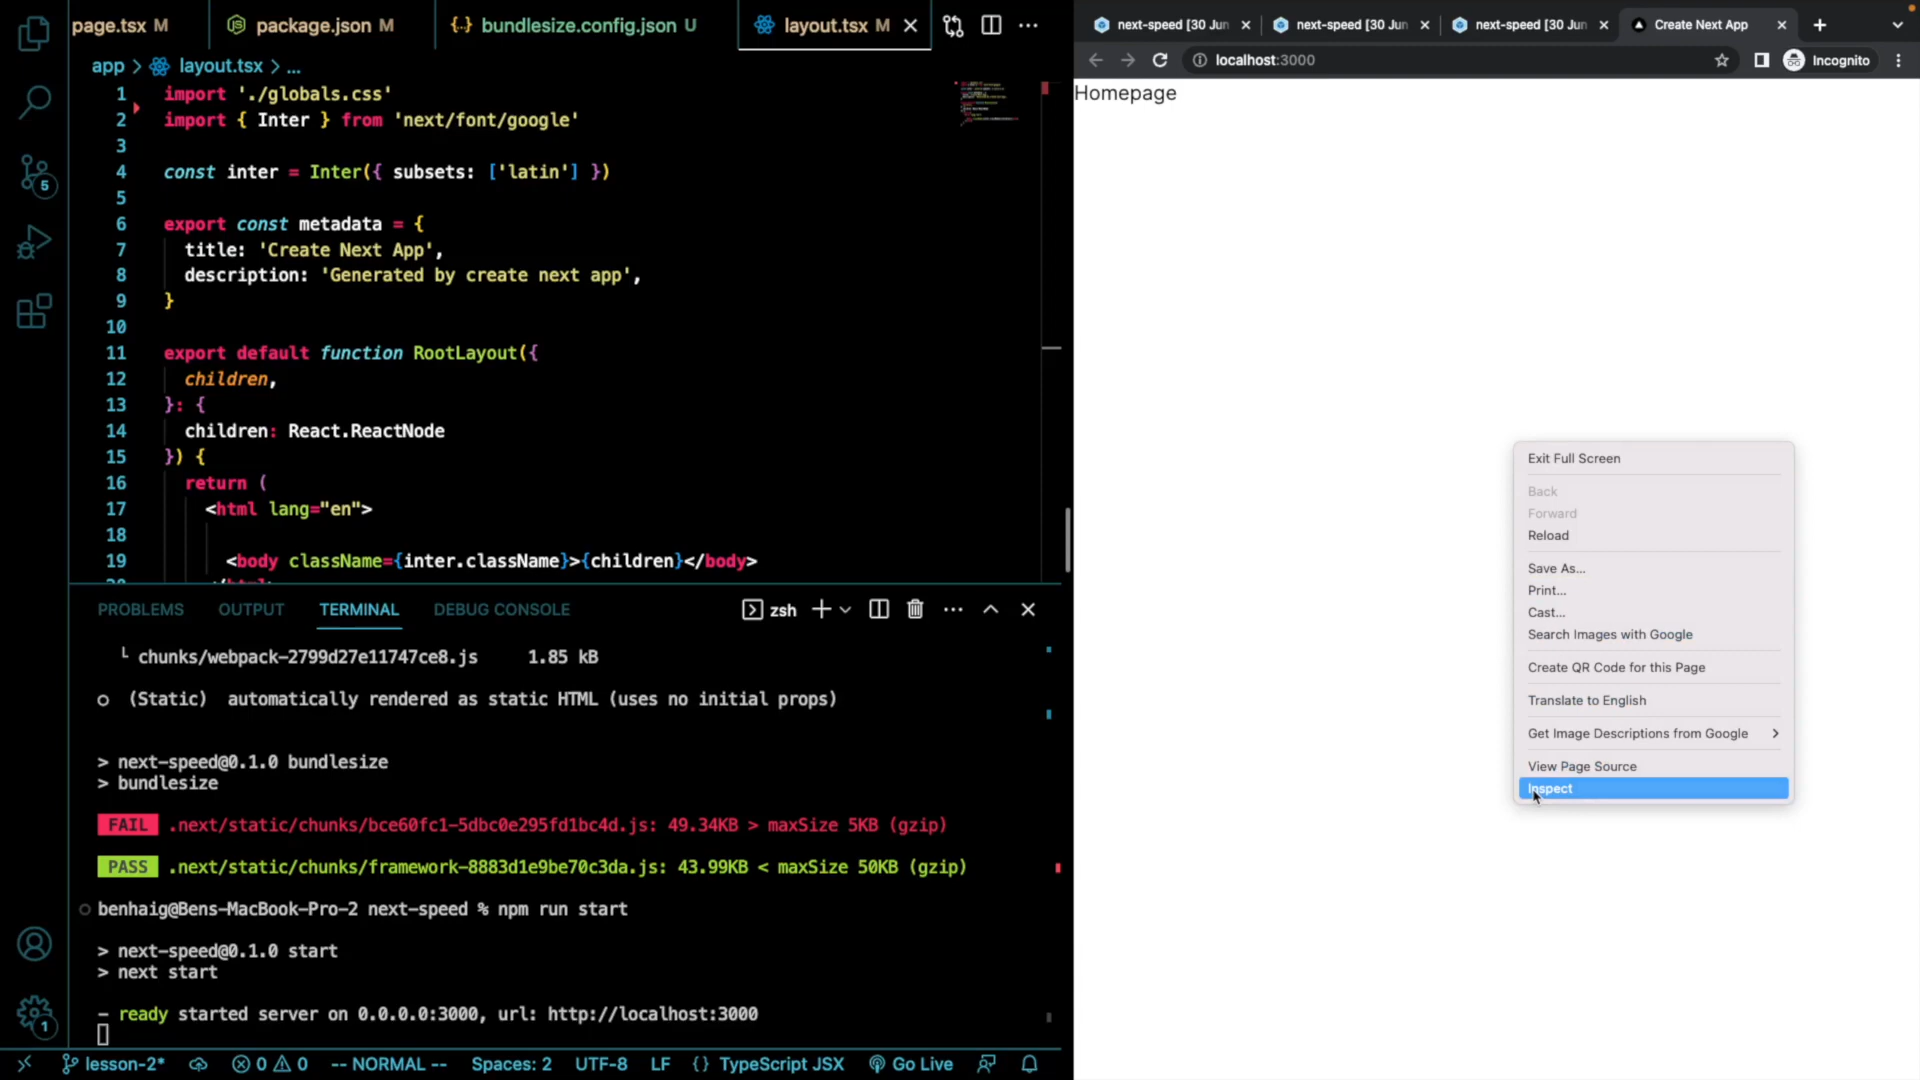 page.tsx M
package.json M
{..} bundlesize.config.json U
layout.tsx M
app > layout.tsx > ...
1 import './globals.css'
2 import { Inter } from 'next/font/google'
3
4 const inter = Inter({ subsets: ['latin'] })
5
6 export const metadata = {
7 title: 'Create Next App',
8 description: 'Generated by create next app',
9 }
10
11 export default function RootLayout({
12 children,
13 }: {
14 children: React.ReactNode
15 }) {
16 return (
17 <html lang="en">
18
19 <body className={inter.className}>{children}</body>
5
PROBLEMS OUTPUT TERMINAL DEBUG CONSOLE
zsh
└ chunks/webpack-2799d27e11747ce8.js 1.85 kB
○ (Static) automatically rendered as static HTML (uses no initial props)
> next-speed@0.1.0 bundlesize
> bundlesize
FAIL .next/static/chunks/bce60fc1-5dbc0e295fd1bc4d.js: 49.34KB > maxSize 5KB (gzip)
PASS .next/static/chunks/framework-8883d1e9be70c3da.js: 43.99KB < maxSize 50KB (gzip)
benhaig@Bens-MacBook-Pro-2 next-speed % npm run start
> next-speed@0.1.0 start
> next start
- ready started server on 0.0.0.0:3000, url: http://localhost:3000
1
lesson-2* 0 0 -- NORMAL -- Spaces: 2 UTF-8 LF {} TypeScript JSX Go Live
next-speed [30 Jun
next-speed [30 Jun
next-speed [30 Jun
Create Next App
localhost:3000
Incognito
Homepage
Exit Full Screen
Back
Forward
Reload
Save As...
Print...
Cast...
Search Images with Google
Create QR Code for this Page
Translate to English
Get Image Descriptions from Google
View Page Source
Inspect